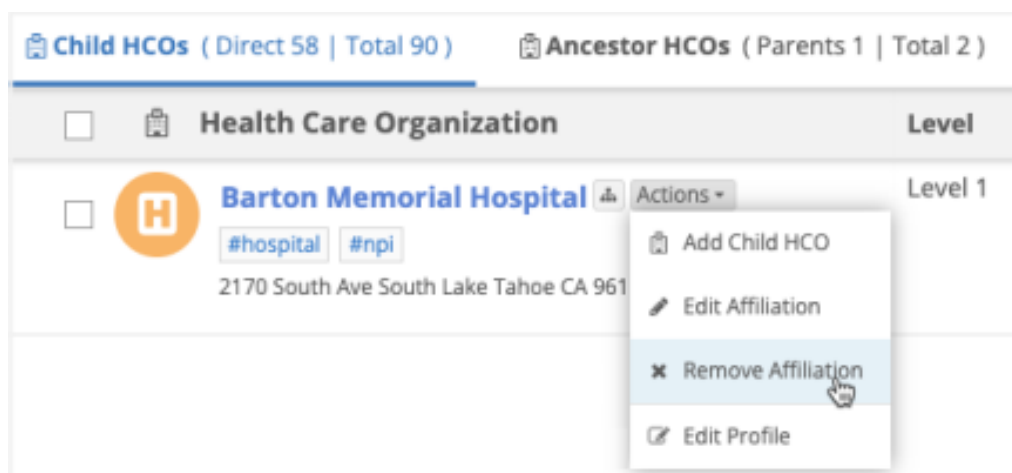 Child HCOs ( Direct 58 | Total 90 ) Ancestor HCOs ( Parents 1 | Total 2 )
Health Care Organization Level
H Barton Memorial Hospital Actions Level 1
#hospital #npi
2170 South Ave South Lake Tahoe CA 961
Add Child HCO
Edit Affiliation
Remove Affiliation
Edit Profile